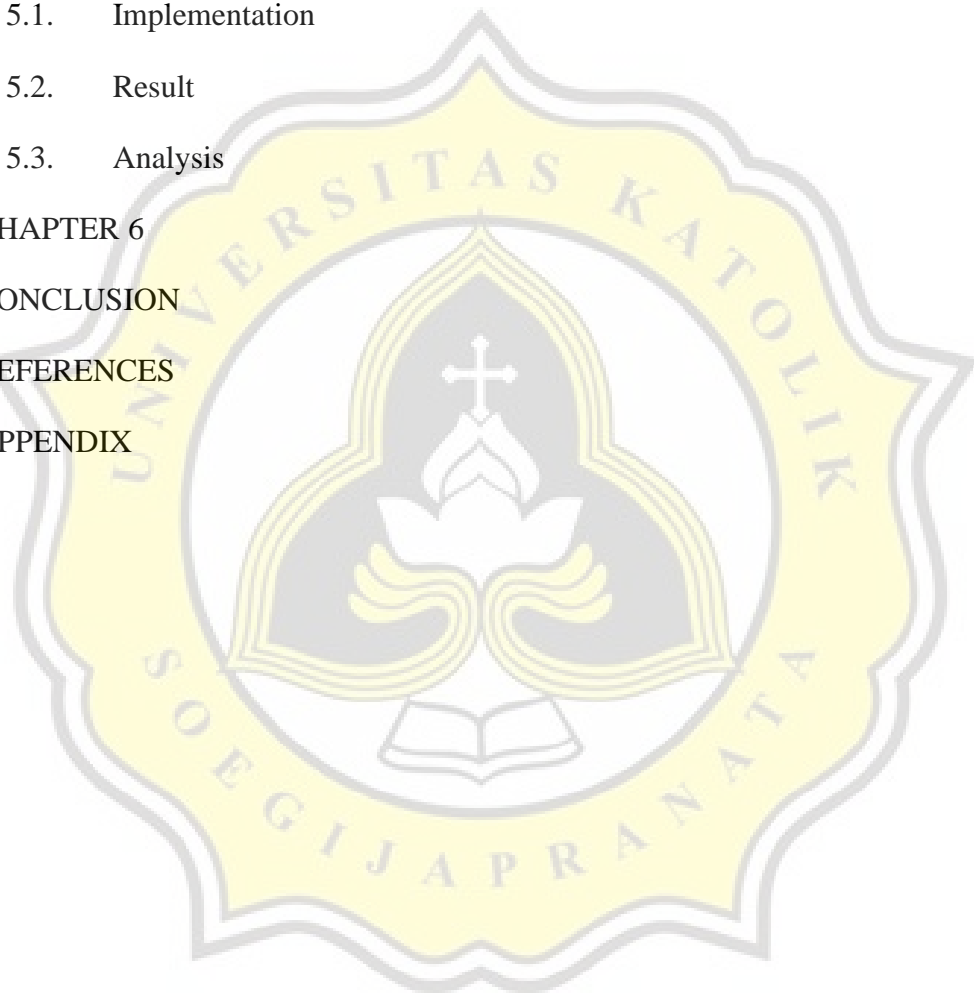 5.1. Implementation
5.2. Result
5.3. Analysis
HAPTER 6
ONCLUSION
EFERENCES
PPENDIX
UNIVERSITAS KATOLIK
SOEGIJAPRANATA